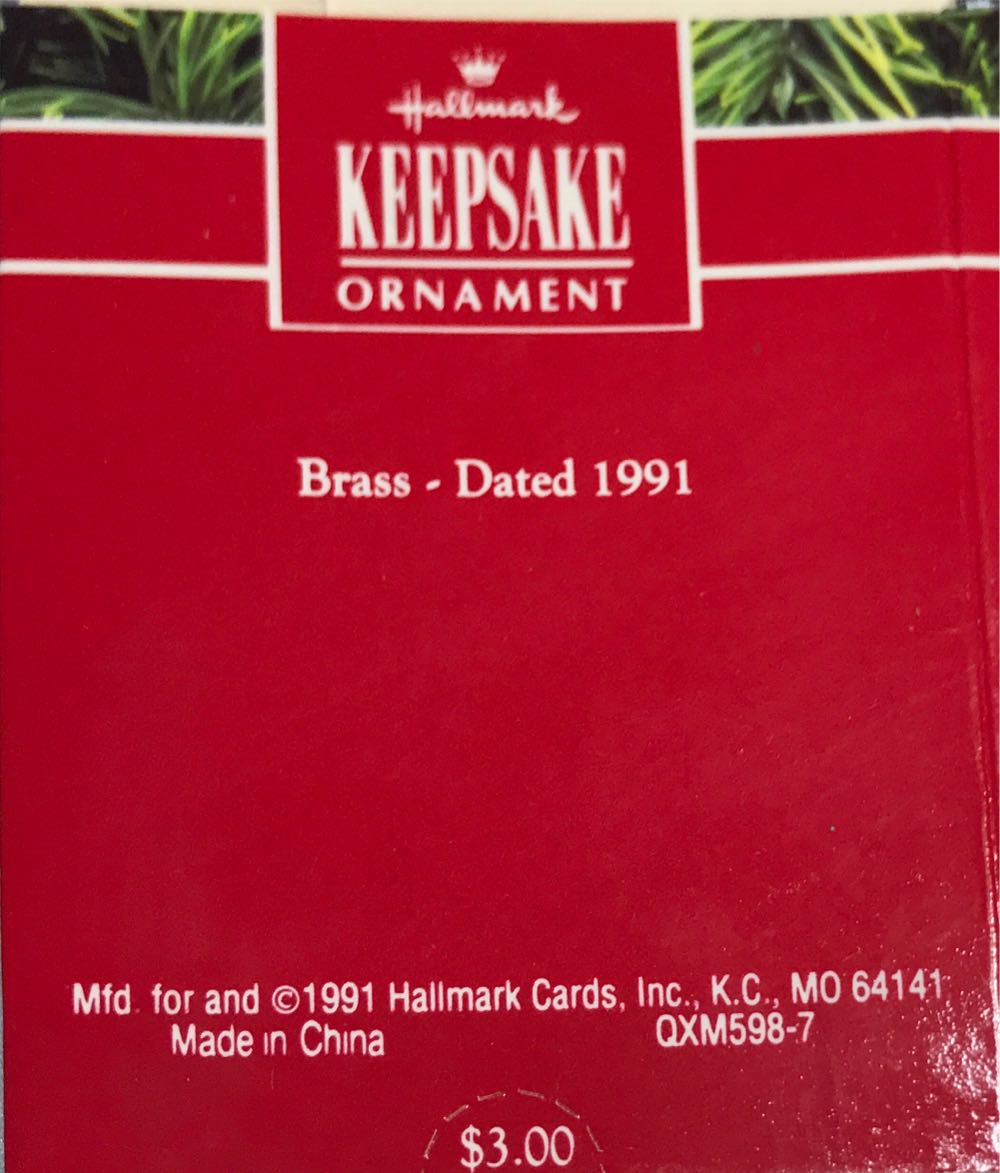 Hallmark
KEEPSAKE
ORNAMENT
Brass - Dated 1991
Mfd. for and ©1991 Hallmark Cards, Inc., K.C., MO 64141
Made in China QXM598-7
$3.00